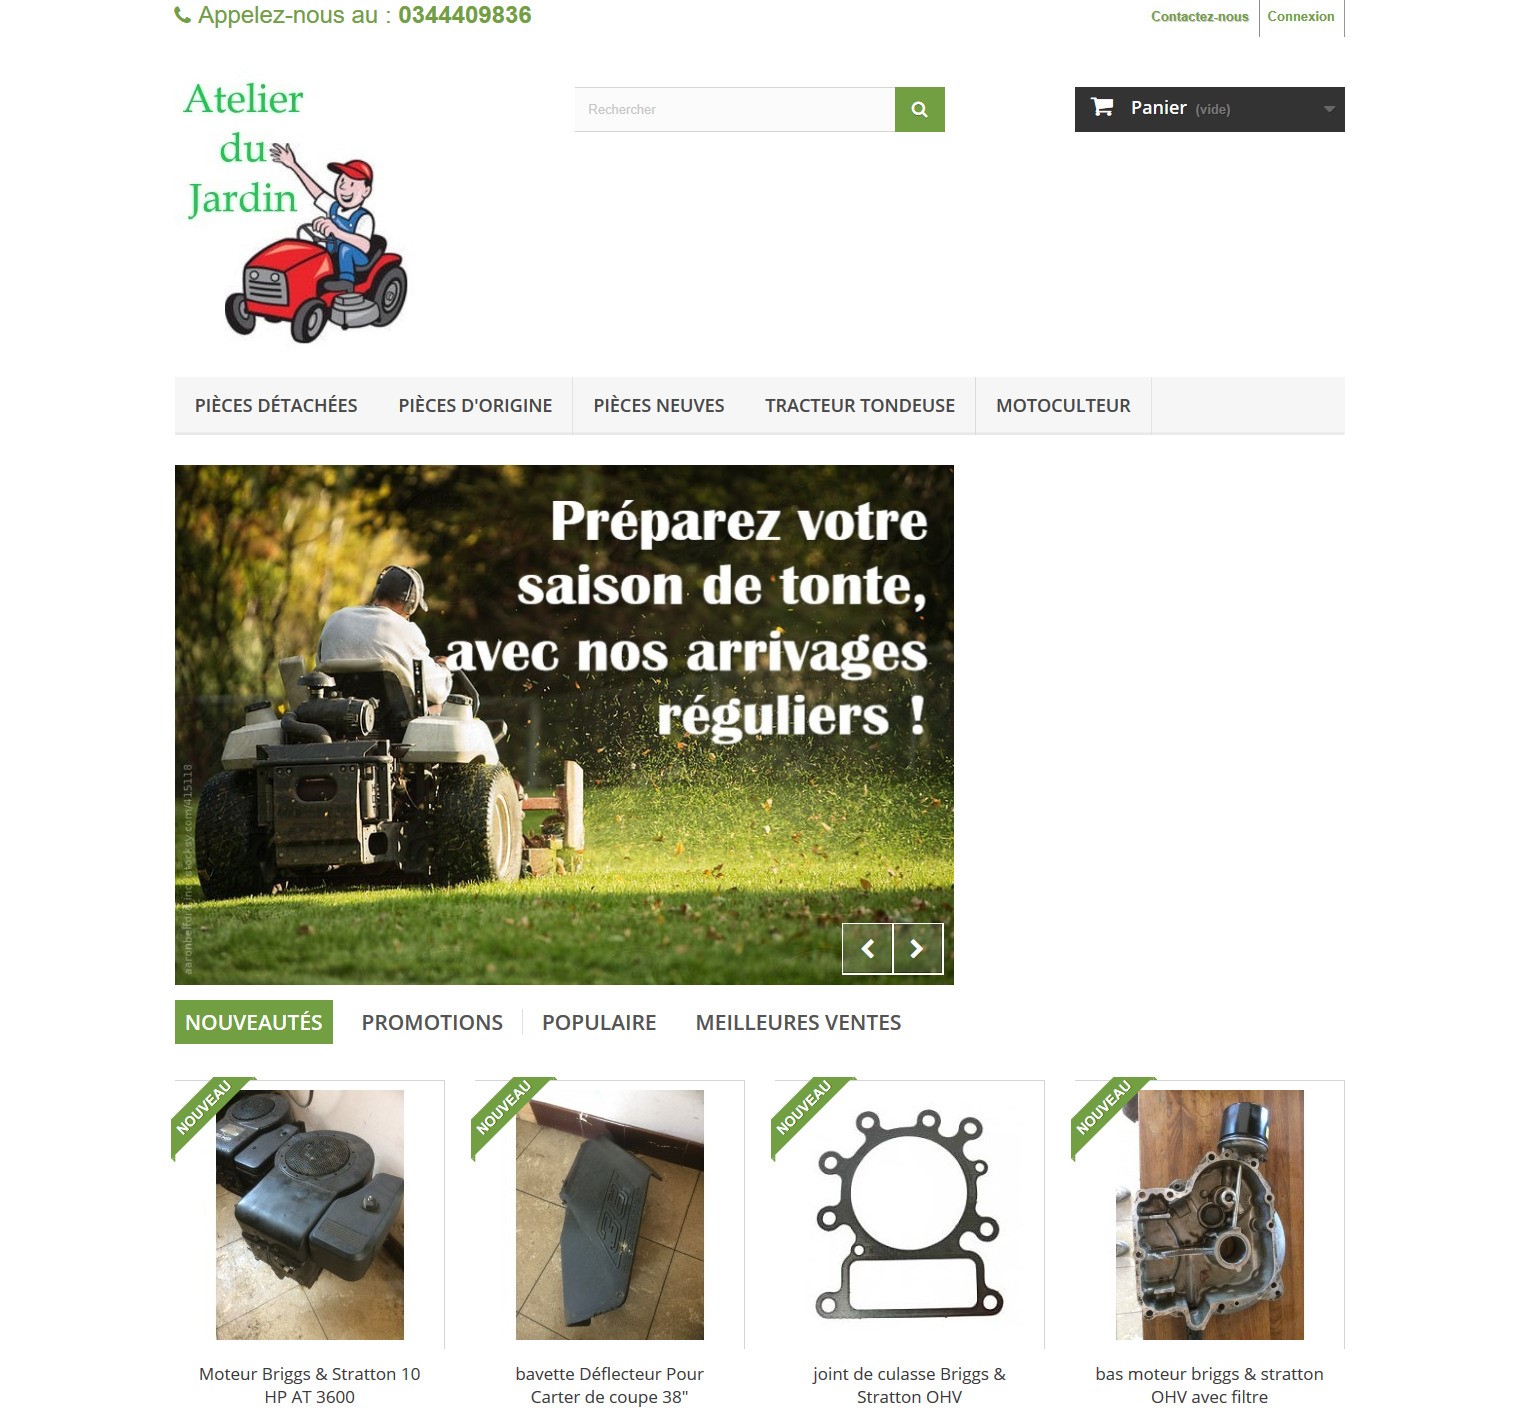 Appelez-nous au : 0344409836
Contactez-nous
Connexion
Atelier
du
Jardin
Rechercher
Panier (vide)
PIÈCES DÉTACHÉES
PIÈCES D'ORIGINE
PIÈCES NEUVES
TRACTEUR TONDEUSE
MOTOCULTEUR
Préparez votre
saison de tonte,
avec nos arrivages
réguliers !
NOUVEAUTÉS
PROMOTIONS
POPULAIRE
MEILLEURES VENTES
NOUVEAU
NOUVEAU
NOUVEAU
NOUVEAU
Moteur Briggs & Stratton 10
HP AT 3600
bavette Déflecteur Pour
Carter de coupe 38"
joint de culasse Briggs &
Stratton OHV
bas moteur briggs & stratton
OHV avec filtre